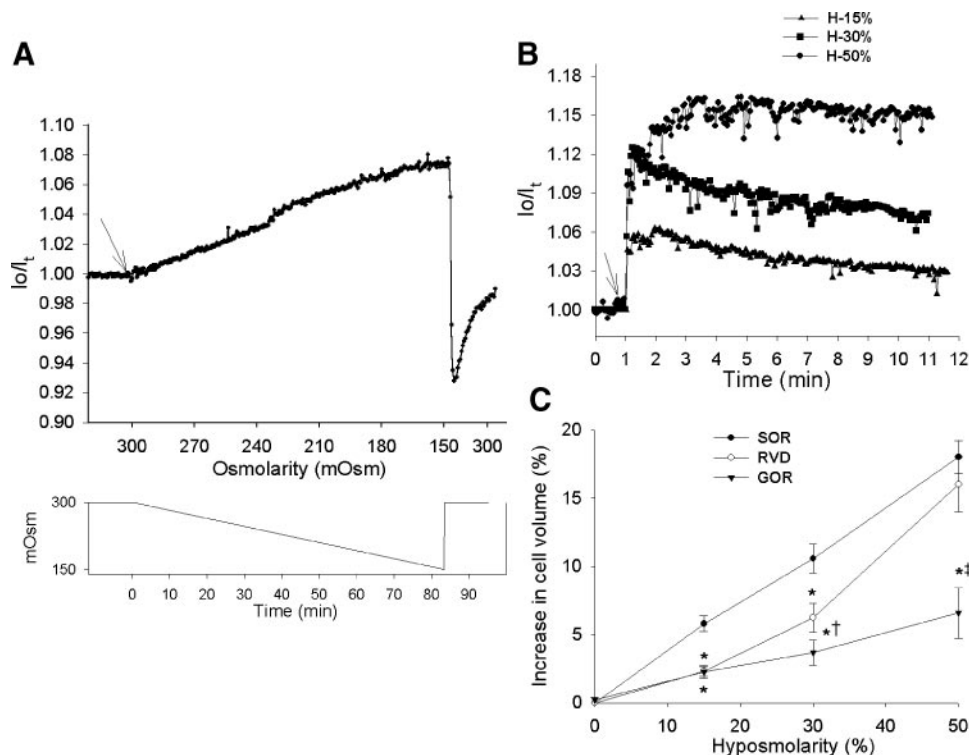 A
1.10
1.08
1.06
1.04
1.02
1.00
0.98
0.96
0.94
0.92
0.90
Io/It
300 270 240 210 180 150 300
Osmolarity (mOsm)
300
150
mOsm
0 10 20 30 40 50 60 70 80 90
Time (min)
B
H-15%
H-30%
H-50%
1.18
1.15
1.12
1.09
1.06
1.03
1.00
Io/It
0 1 2 3 4 5 6 7 8 9 10 11 12
Time (min)
C
SOR
RVD
GOR
20
15
10
5
0
Increase in cell volume (%)
*
*
*
*†
*‡
0 10 20 30 40 50
Hyposmolarity (%)